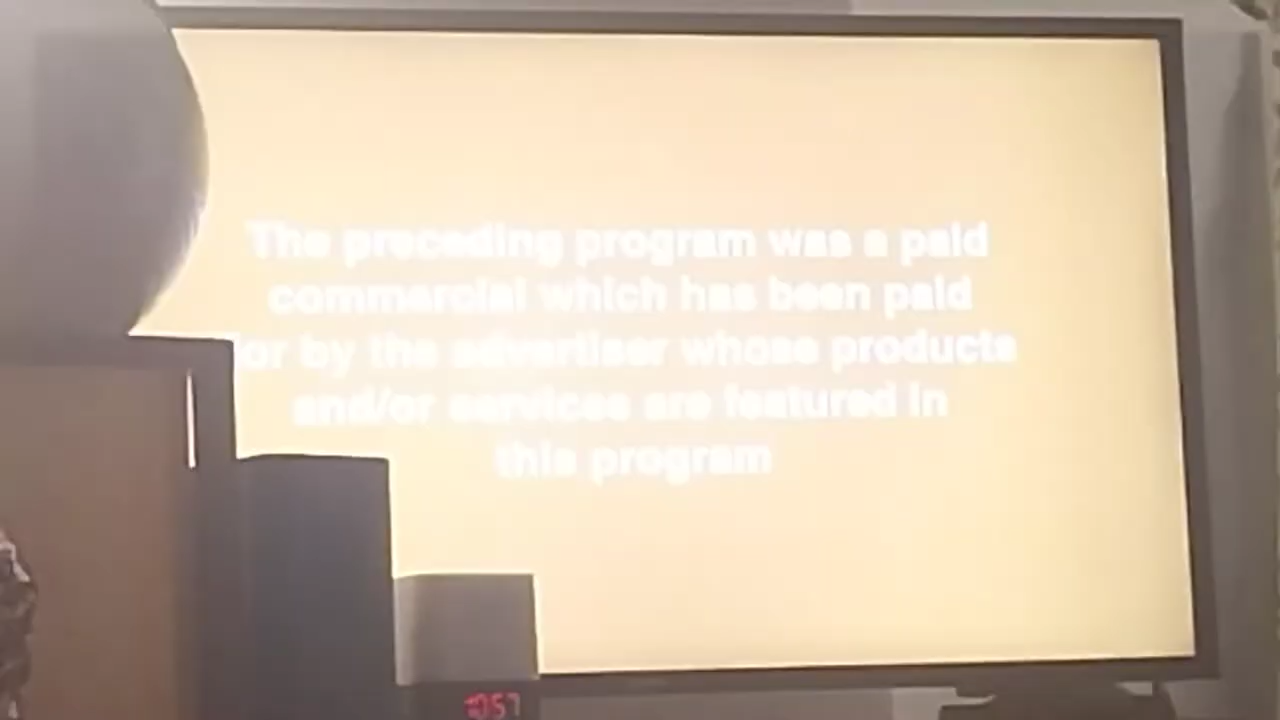 The preceding program was a paid
commercial which has been paid
for by the advertiser whose products
and/or services are featured in
this program